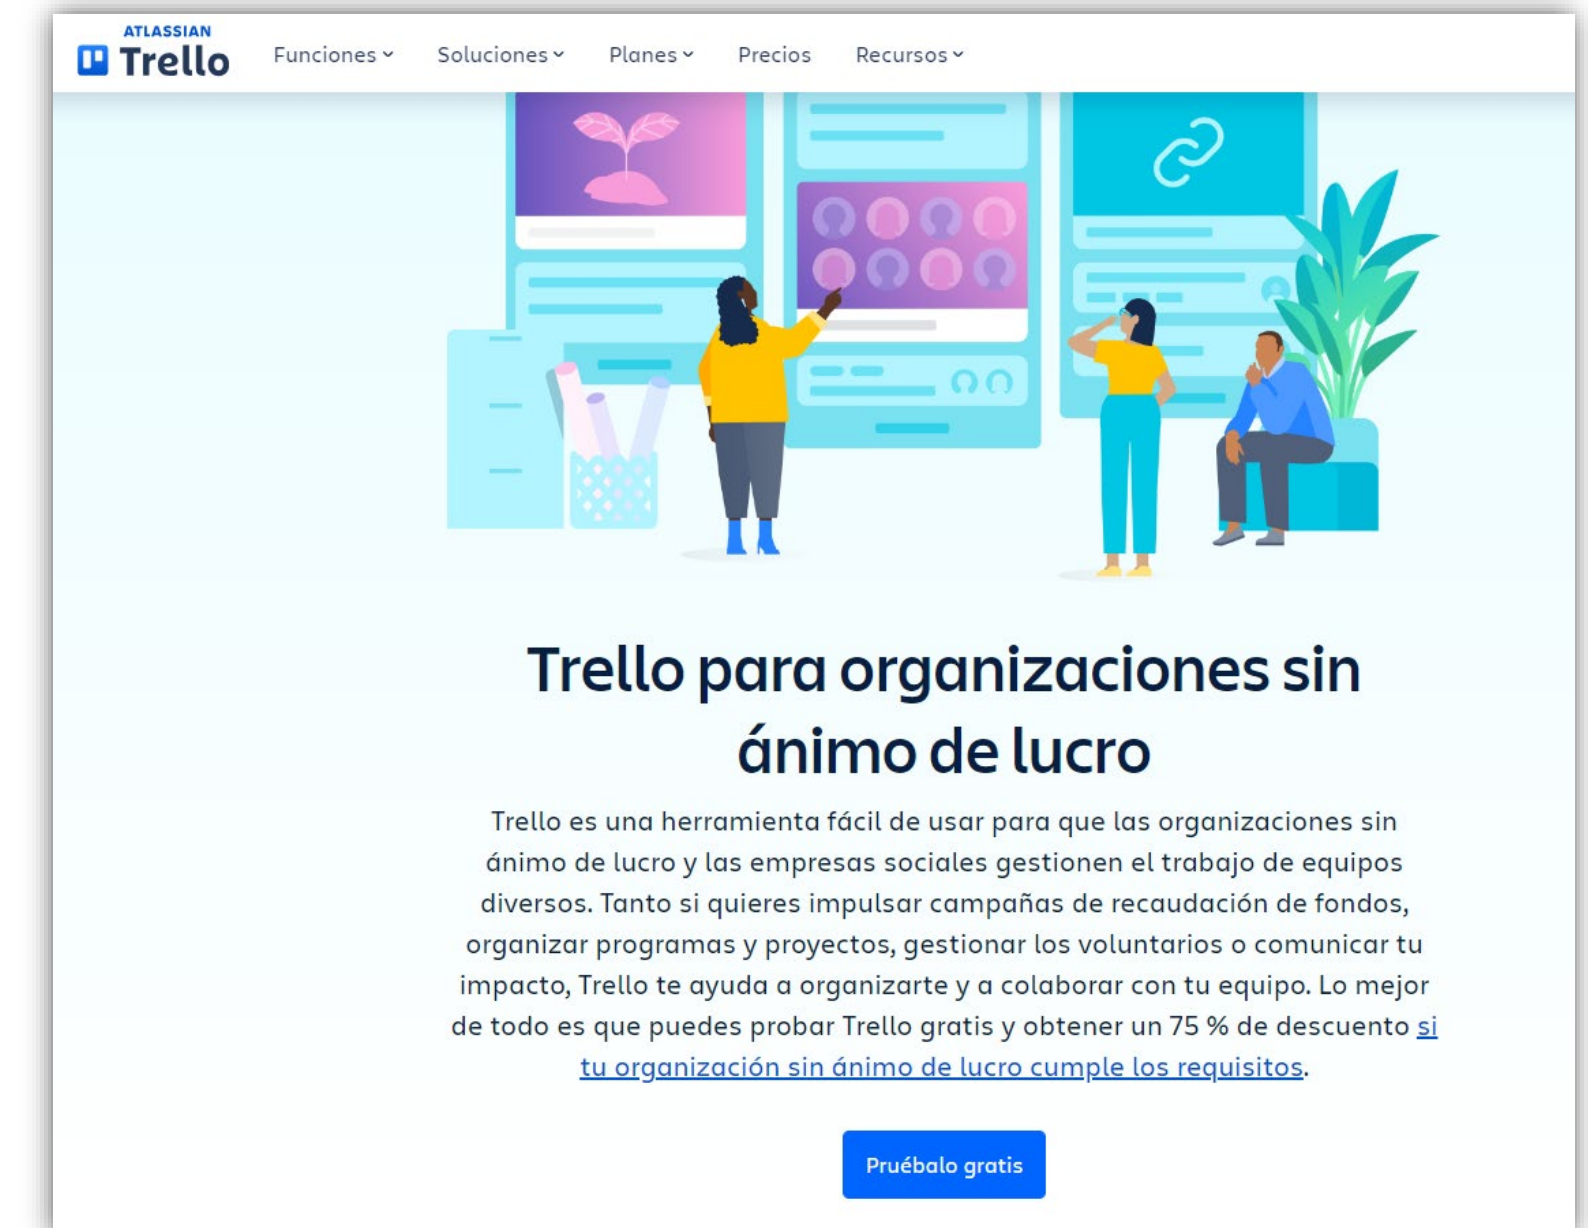 ATLASSIAN
Trello
Funciones
Soluciones
Planes
Precios
Recursos
Trello para organizaciones sin
ánimo de lucro
Trello es una herramienta fácil de usar para que las organizaciones sin
ánimo de lucro y las empresas sociales gestionen el trabajo de equipos
diversos. Tanto si quieres impulsar campañas de recaudación de fondos,
organizar programas y proyectos, gestionar los voluntarios o comunicar tu
impacto, Trello te ayuda a organizarte y a colaborar con tu equipo. Lo mejor
de todo es que puedes probar Trello gratis y obtener un 75 % de descuento si
tu organización sin ánimo de lucro cumple los requisitos.
Pruébalo gratis